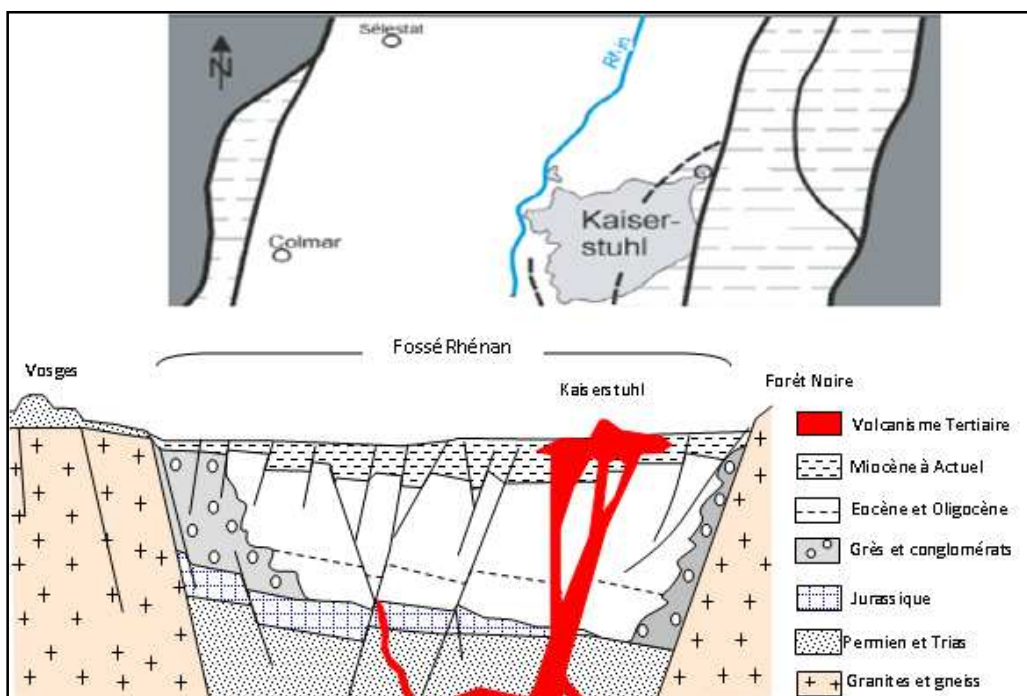 Sélestat
Rhin
N
Kaiser-
stuhl
Colmar
Fossé Rhénan
Vosges
Kaiserstuhl
Forêt Noire
Volcanisme Tertiaire
Miocène à Actuel
Eocène et Oligocène
Grès et conglomérats
Jurassique
Permien et Trias
Granites et gneiss